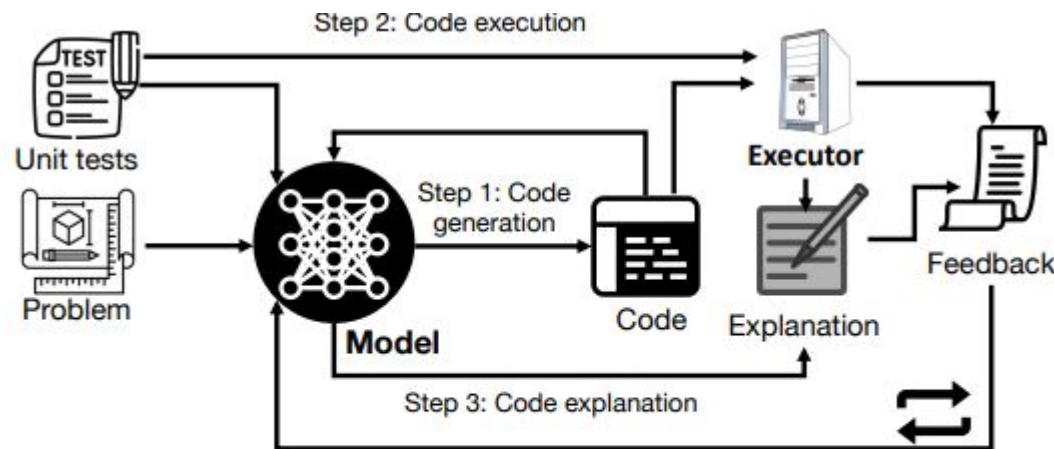 Step 2: Code execution
TEST
Unit tests
Executor
Step 1: Code
generation
Problem
Model
Code
Explanation
Feedback
Step 3: Code explanation